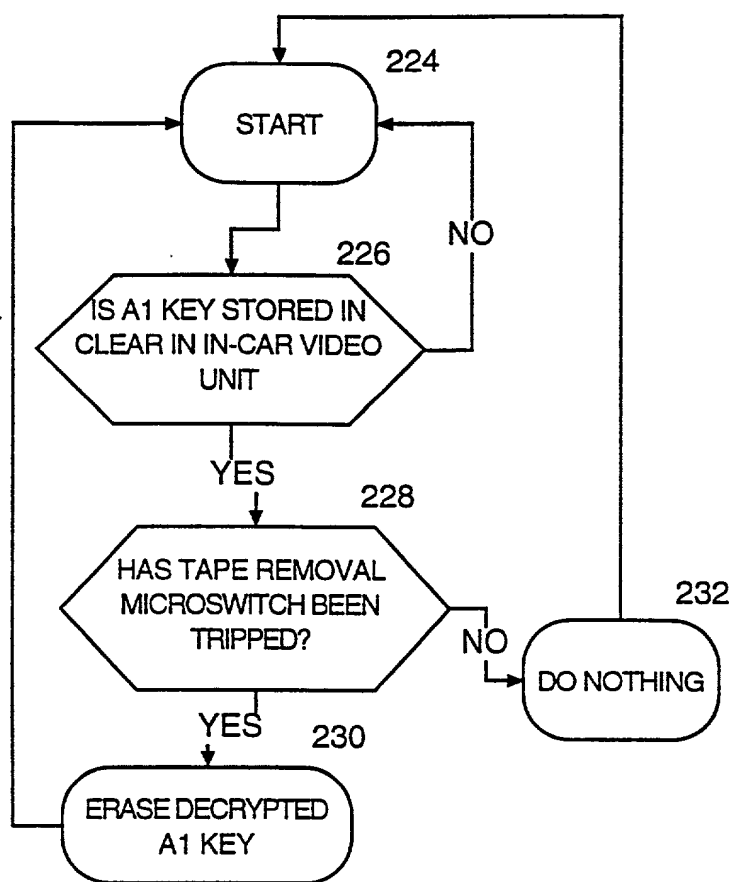 224
START
NO
226
IS A1 KEY STORED IN
CLEAR IN IN-CAR VIDEO
UNIT
YES
228
HAS TAPE REMOVAL
MICROSWITCH BEEN
TRIPPED?
232
NO
DO NOTHING
YES
230
ERASE DECRYPTED
A1 KEY